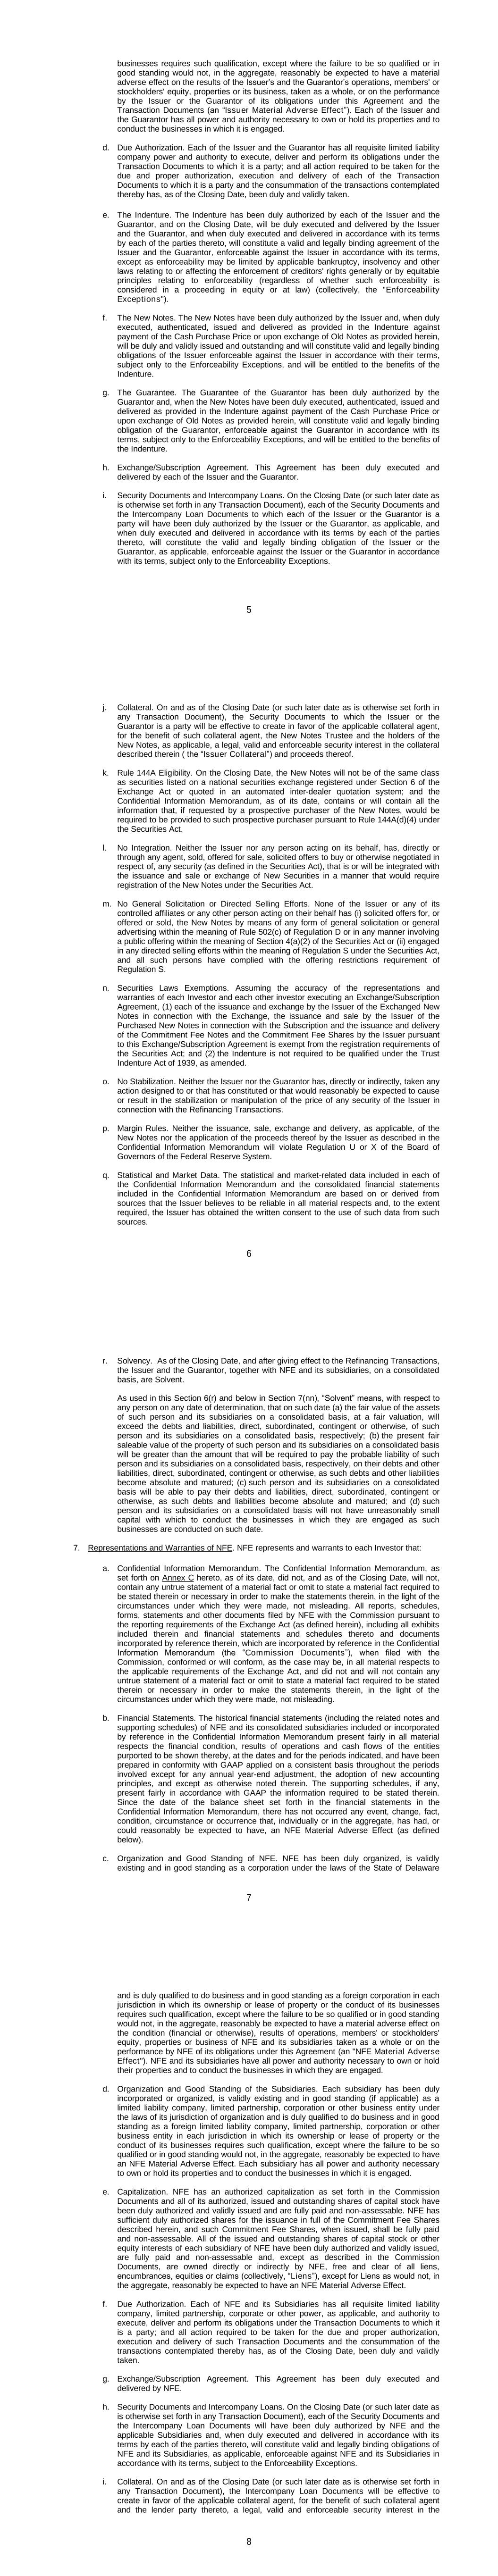 businesses requires such qualification, except where the failure to be so qualified or in
good standing would not, in the aggregate, reasonably be expected to have a material
adverse effect on the results of the Issuer's and the Guarantor's operations, members' or
stockholders' equity, properties or its business, taken as a whole, or on the performance
by the Issuer or the Guarantor of its obligations under this Agreement and the
Transaction Documents (an "Issuer Material Adverse Effect"). Each of the Issuer and
the Guarantor has all power and authority necessary to own or hold its properties and to
conduct the businesses in which it is engaged.
d. Due Authorization. Each of the Issuer and the Guarantor has all requisite limited liability
company power and authority to execute, deliver and perform its obligations under the
Transaction Documents to which it is a party; and all action required to be taken for the
due and proper authorization, execution and delivery of each of the Transaction
Documents to which it is a party and the consummation of the transactions contemplated
thereby has, as of the Closing Date, been duly and validly taken.
e. The Indenture. The Indenture has been duly authorized by each of the Issuer and the
Guarantor, and on the Closing Date, will be duly executed and delivered by the Issuer
and the Guarantor, and when duly executed and delivered in accordance with its terms
by each of the parties thereto, will constitute a valid and legally binding agreement of the
Issuer and the Guarantor, enforceable against the Issuer in accordance with its terms,
except as enforceability may be limited by applicable bankruptcy, insolvency and other
laws relating to or affecting the enforcement of creditors' rights generally or by equitable
principles relating to enforceability (regardless of whether such enforceability is
considered in a proceeding in equity or at law) (collectively, the "Enforceability
Exceptions").
f. The New Notes. The New Notes have been duly authorized by the Issuer and, when duly
executed, authenticated, issued and delivered as provided in the Indenture against
payment of the Cash Purchase Price or upon exchange of Old Notes as provided herein,
will be duly and validly issued and outstanding and will constitute valid and legally binding
obligations of the Issuer enforceable against the Issuer in accordance with their terms,
subject only to the Enforceability Exceptions, and will be entitled to the benefits of the
Indenture.
g. The Guarantee. The Guarantee of the Guarantor has been duly authorized by the
Guarantor and, when the New Notes have been duly executed, authenticated, issued and
delivered as provided in the Indenture against payment of the Cash Purchase Price or
upon exchange of Old Notes as provided herein, will constitute valid and legally binding
obligation of the Guarantor, enforceable against the Guarantor in accordance with its
terms, subject only to the Enforceability Exceptions, and will be entitled to the benefits of
the Indenture.
h. Exchange/Subscription Agreement. This Agreement has been duly executed and
delivered by each of the Issuer and the Guarantor.
i. Security Documents and Intercompany Loans. On the Closing Date (or such later date as
is otherwise set forth in any Transaction Document), each of the Security Documents and
the Intercompany Loan Documents to which each of the Issuer or the Guarantor is a
party will have been duly authorized by the Issuer or the Guarantor, as applicable, and
when duly executed and delivered in accordance with its terms by each of the parties
thereto, will constitute the valid and legally binding obligation of the Issuer or the
Guarantor, as applicable, enforceable against the Issuer or the Guarantor in accordance
with its terms, subject only to the Enforceability Exceptions.
5
j. Collateral. On and as of the Closing Date (or such later date as is otherwise set forth in
any Transaction Document), the Security Documents to which the Issuer or the
Guarantor is a party will be effective to create in favor of the applicable collateral agent,
for the benefit of such collateral agent, the New Notes Trustee and the holders of the
New Notes, as applicable, a legal, valid and enforceable security interest in the collateral
described therein ( the "Issuer Collateral") and proceeds thereof.
k. Rule 144A Eligibility. On the Closing Date, the New Notes will not be of the same class
as securities listed on a national securities exchange registered under Section 6 of the
Exchange Act or quoted in an automated inter-dealer quotation system; and the
Confidential Information Memorandum, as of its date, contains or will contain all the
information that, if requested by a prospective purchaser of the New Notes, would be
required to be provided to such prospective purchaser pursuant to Rule 144A(d)(4) under
the Securities Act.
l. No Integration. Neither the Issuer nor any person acting on its behalf, has, directly or
through any agent, sold, offered for sale, solicited offers to buy or otherwise negotiated in
respect of, any security (as defined in the Securities Act), that is or will be integrated with
the issuance and sale or exchange of New Securities in a manner that would require
registration of the New Notes under the Securities Act.
m. No General Solicitation or Directed Selling Efforts. None of the Issuer or any of its
controlled affiliates or any other person acting on their behalf has (i) solicited offers for, or
offered or sold, the New Notes by means of any form of general solicitation or general
advertising within the meaning of Rule 502(c) of Regulation D or in any manner involving
a public offering within the meaning of Section 4(a)(2) of the Securities Act or (ii) engaged
in any directed selling efforts within the meaning of Regulation S under the Securities Act,
and all such persons have complied with the offering restrictions requirement of
Regulation S.
n. Securities Laws Exemptions. Assuming the accuracy of the representations and
warranties of each Investor and each other investor executing an Exchange/Subscription
Agreement, (1) each of the issuance and exchange by the Issuer of the Exchanged New
Notes in connection with the Exchange, the issuance and sale by the Issuer of the
Purchased New Notes in connection with the Subscription and the issuance and delivery
of the Commitment Fee Notes and the Commitment Fee Shares by the Issuer pursuant
to this Exchange/Subscription Agreement is exempt from the registration requirements of
the Securities Act; and (2) the Indenture is not required to be qualified under the Trust
Indenture Act of 1939, as amended.
o. No Stabilization. Neither the Issuer nor the Guarantor has, directly or indirectly, taken any
action designed to or that has constituted or that would reasonably be expected to cause
or result in the stabilization or manipulation of the price of any security of the Issuer in
connection with the Refinancing Transactions.
p. Margin Rules. Neither the issuance, sale, exchange and delivery, as applicable, of the
New Notes nor the application of the proceeds thereof by the Issuer as described in the
Confidential Information Memorandum will violate Regulation U or X of the Board of
Governors of the Federal Reserve System.
q. Statistical and Market Data. The statistical and market-related data included in each of
the Confidential Information Memorandum and the consolidated financial statements
included in the Confidential Information Memorandum are based on or derived from
sources that the Issuer believes to be reliable in all material respects and, to the extent
required, the Issuer has obtained the written consent to the use of such data from such
sources.
6
r. Solvency. As of the Closing Date, and after giving effect to the Refinancing Transactions,
the Issuer and the Guarantor, together with NFE and its subsidiaries, on a consolidated
basis, are Solvent.
As used in this Section 6(r) and below in Section 7(nn), "Solvent" means, with respect to
any person on any date of determination, that on such date (a) the fair value of the assets
of such person and its subsidiaries on a consolidated basis, at a fair valuation, will
exceed the debts and liabilities, direct, subordinated, contingent or otherwise, of such
person and its subsidiaries on a consolidated basis, respectively; (b) the present fair
saleable value of the property of such person and its subsidiaries on a consolidated basis
will be greater than the amount that will be required to pay the probable liability of such
person and its subsidiaries on a consolidated basis, respectively, on their debts and other
liabilities, direct, subordinated, contingent or otherwise, as such debts and other liabilities
become absolute and matured; (c) such person and its subsidiaries on a consolidated
basis will be able to pay their debts and liabilities, direct, subordinated, contingent or
otherwise, as such debts and liabilities become absolute and matured; and (d) such
person and its subsidiaries on a consolidated basis will not have unreasonably small
capital with which to conduct the businesses in which they are engaged as such
businesses are conducted on such date.
7. Representations and Warranties of NFE. NFE represents and warrants to each Investor that:
a. Confidential Information Memorandum. The Confidential Information Memorandum, as
set forth on Annex C hereto, as of its date, did not, and as of the Closing Date, will not,
contain any untrue statement of a material fact or omit to state a material fact required to
be stated therein or necessary in order to make the statements therein, in the light of the
circumstances under which they were made, not misleading. All reports, schedules,
forms, statements and other documents filed by NFE with the Commission pursuant to
the reporting requirements of the Exchange Act (as defined herein), including all exhibits
included therein and financial statements and schedules thereto and documents
incorporated by reference therein, which are incorporated by reference in the Confidential
Information Memorandum (the "Commission Documents"), when filed with the
Commission, conformed or will conform, as the case may be, in all material respects to
the applicable requirements of the Exchange Act, and did not and will not contain any
untrue statement of a material fact or omit to state a material fact required to be stated
therein or necessary in order to make the statements therein, in the light of the
circumstances under which they were made, not misleading.
b. Financial Statements. The historical financial statements (including the related notes and
supporting schedules) of NFE and its consolidated subsidiaries included or incorporated
by reference in the Confidential Information Memorandum present fairly in all material
respects the financial condition, results of operations and cash flows of the entities
purported to be shown thereby, at the dates and for the periods indicated, and have been
prepared in conformity with GAAP applied on a consistent basis throughout the periods
involved except for any annual year-end adjustment, the adoption of new accounting
principles, and except as otherwise noted therein. The supporting schedules, if any,
present fairly in accordance with GAAP the information required to be stated therein.
Since the date of the balance sheet set forth in the financial statements in the
Confidential Information Memorandum, there has not occurred any event, change, fact,
condition, circumstance or occurrence that, individually or in the aggregate, has had, or
could reasonably be expected to have, an NFE Material Adverse Effect (as defined
below).
c. Organization and Good Standing of NFE. NFE has been duly organized, is validly
existing and in good standing as a corporation under the laws of the State of Delaware
7
and is duly qualified to do business and in good standing as a foreign corporation in each
jurisdiction in which its ownership or lease of property or the conduct of its businesses
requires such qualification, except where the failure to be so qualified or in good standing
would not, in the aggregate, reasonably be expected to have a material adverse effect on
the condition (financial or otherwise), results of operations, members' or stockholders'
equity, properties or business of NFE and its subsidiaries taken as a whole or on the
performance by NFE of its obligations under this Agreement (an "NFE Material Adverse
Effect"). NFE and its subsidiaries have all power and authority necessary to own or hold
their properties and to conduct the businesses in which they are engaged.
d. Organization and Good Standing of the Subsidiaries. Each subsidiary has been duly
incorporated or organized, is validly existing and in good standing (if applicable) as a
limited liability company, limited partnership, corporation or other business entity under
the laws of its jurisdiction of organization and is duly qualified to do business and in good
standing as a foreign limited liability company, limited partnership, corporation or other
business entity in each jurisdiction in which its ownership or lease of property or the
conduct of its businesses requires such qualification, except where the failure to be so
qualified or in good standing would not, in the aggregate, reasonably be expected to have
an NFE Material Adverse Effect. Each subsidiary has all power and authority necessary
to own or hold its properties and to conduct the businesses in which it is engaged.
e. Capitalization. NFE has an authorized capitalization as set forth in the Commission
Documents and all of its authorized, issued and outstanding shares of capital stock have
been duly authorized and validly issued and are fully paid and non-assessable. NFE has
sufficient duly authorized shares for the issuance in full of the Commitment Fee Shares
described herein, and such Commitment Fee Shares, when issued, shall be fully paid
and non-assessable. All of the issued and outstanding shares of capital stock or other
equity interests of each subsidiary of NFE have been duly authorized and validly issued,
are fully paid and non-assessable and, except as described in the Commission
Documents, are owned directly or indirectly by NFE, free and clear of all liens,
encumbrances, equities or claims (collectively, "Liens"), except for Liens as would not, in
the aggregate, reasonably be expected to have an NFE Material Adverse Effect.
f. Due Authorization. Each of NFE and its Subsidiaries has all requisite limited liability
company, limited partnership, corporate or other power, as applicable, and authority to
execute, deliver and perform its obligations under the Transaction Documents to which it
is a party; and all action required to be taken for the due and proper authorization,
execution and delivery of such Transaction Documents and the consummation of the
transactions contemplated thereby has, as of the Closing Date, been duly and validly
taken.
g. Exchange/Subscription Agreement. This Agreement has been duly executed and
delivered by NFE.
h. Security Documents and Intercompany Loans. On the Closing Date (or such later date as
is otherwise set forth in any Transaction Document), each of the Security Documents and
the Intercompany Loan Documents will have been duly authorized by NFE and the
applicable Subsidiaries and, when duly executed and delivered in accordance with its
terms by each of the parties thereto, will constitute valid and legally binding obligations of
NFE and its Subsidiaries, as applicable, enforceable against NFE and its Subsidiaries in
accordance with its terms, subject to the Enforceability Exceptions.
i. Collateral. On and as of the Closing Date (or such later date as is otherwise set forth in
any Transaction Document), the Intercompany Loan Documents will be effective to
create in favor of the applicable collateral agent, for the benefit of such collateral agent
and the lender party thereto, a legal, valid and enforceable security interest in the
8